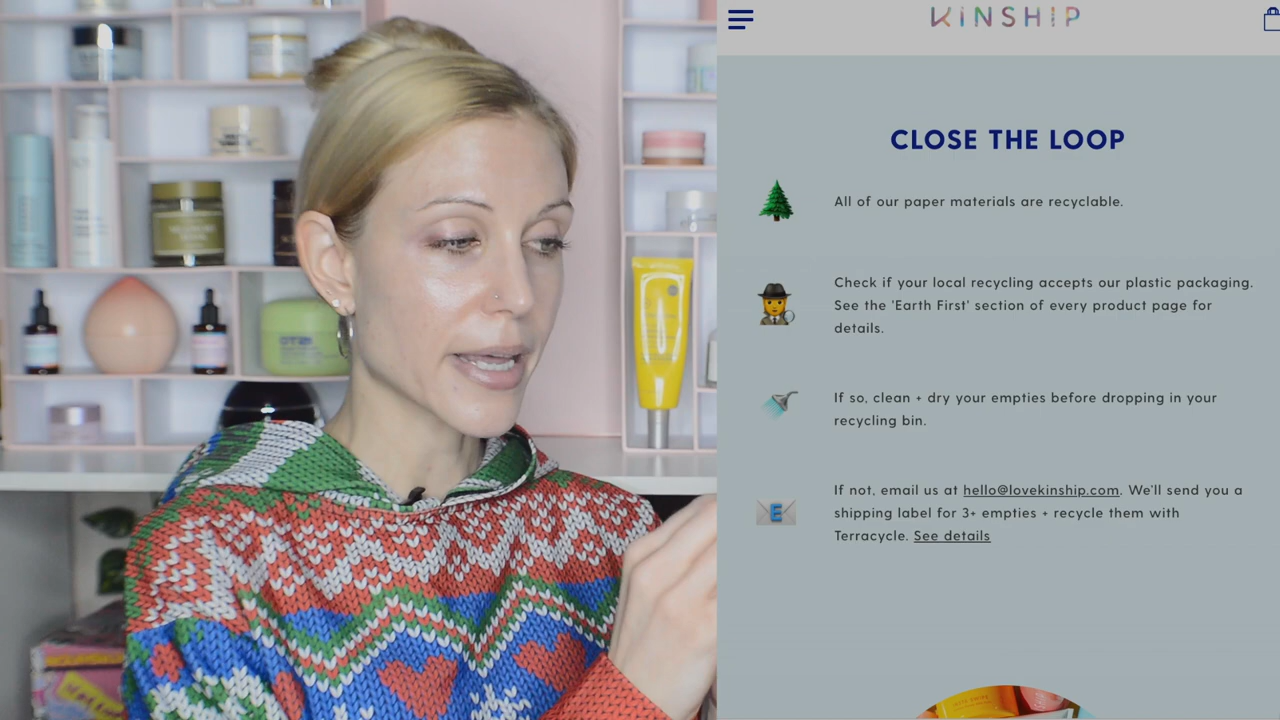 KINSHIP
CLOSE THE LOOP
All of our paper materials are recyclable.
Check if your local recycling accepts our plastic packaging.
See the 'Earth First' section of every product page for
details.
If so, clean + dry your empties before dropping in your
recycling bin.
If not, email us at hello@lovekinship.com. We'll send you a
E
shipping label for 3+ empties + recycle them with
Terracycle. See details